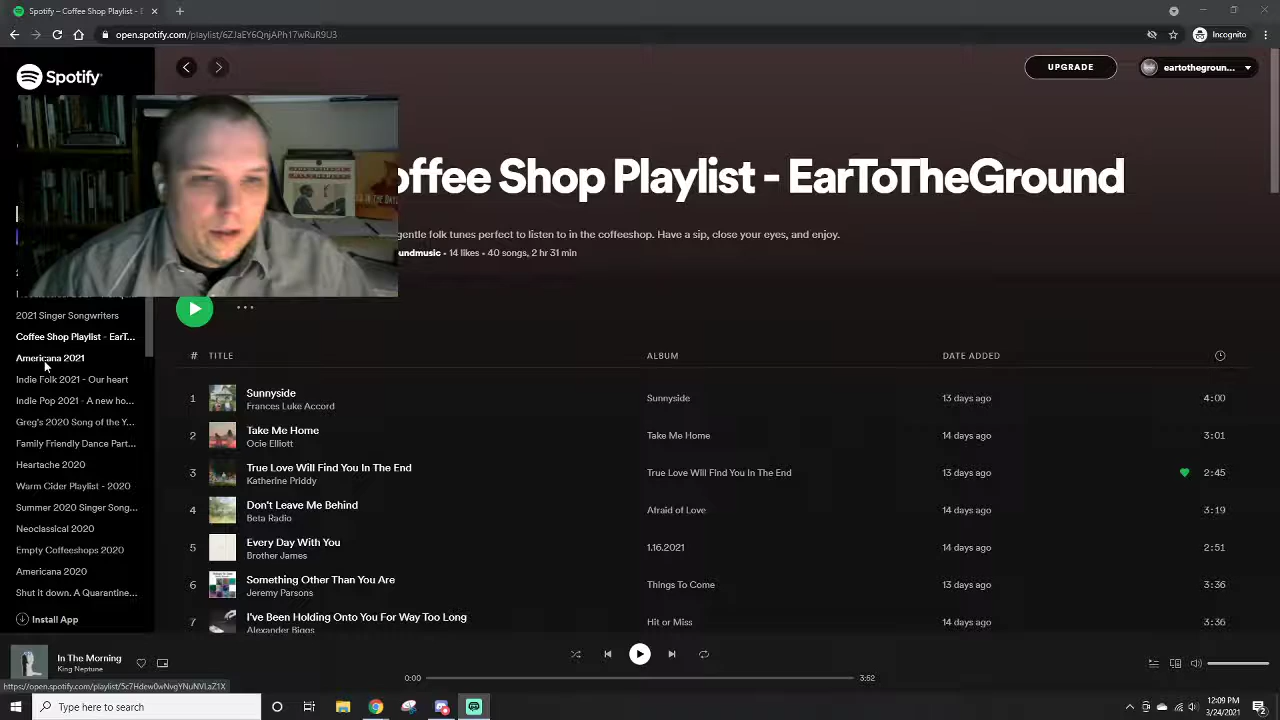 Spotify – Coffee Shop Playlist - E
open.spotify.com/playlist/6ZJaEY6QnjAPh17wRuR9U3
Incognito
Spotify
UPGRADE
eartothegroun...
offee Shop Playlist - EarToTheGround
gentle folk tunes perfect to listen to in the coffeeshop. Have a sip, close your eyes, and enjoy.
undmusic • 14 likes • 40 songs, 2 hr 31 min
2021 Singer Songwriters
Coffee Shop Playlist - EarT...
Americana 2021
Indie Folk 2021 - Our heart
Indie Pop 2021 - A new ho...
Greg's 2020 Song of the Y...
Family Friendly Dance Part...
Heartache 2020
Warm Cider Playlist - 2020
Summer 2020 Singer Song...
Neoclassical 2020
Empty Coffeeshops 2020
Americana 2020
Shut it down. A Quarantine...
Install App
# TITLE ALBUM DATE ADDED
1 Sunnyside Sunnyside 13 days ago 4:00
Frances Luke Accord
2 Take Me Home Take Me Home 14 days ago 3:01
Ocie Elliott
3 True Love Will Find You In The End True Love Will Find You In The End 13 days ago 2:45
Katherine Priddy
4 Don't Leave Me Behind Afraid of Love 14 days ago 3:19
Beta Radio
5 Every Day With You 1.16.2021 14 days ago 2:51
Brother James
6 Something Other Than You Are Things To Come 13 days ago 3:36
Jeremy Parsons
7 I've Been Holding Onto You For Way Too Long Hit or Miss 14 days ago 3:36
Alexander Biggs
In The Morning
King Neptune
0:00 3:52
https://open.spotify.com/playlist/5c7Hdew0wNvgYNuNVLaZ1X
Type here to search
12:09 PM
3/24/2021